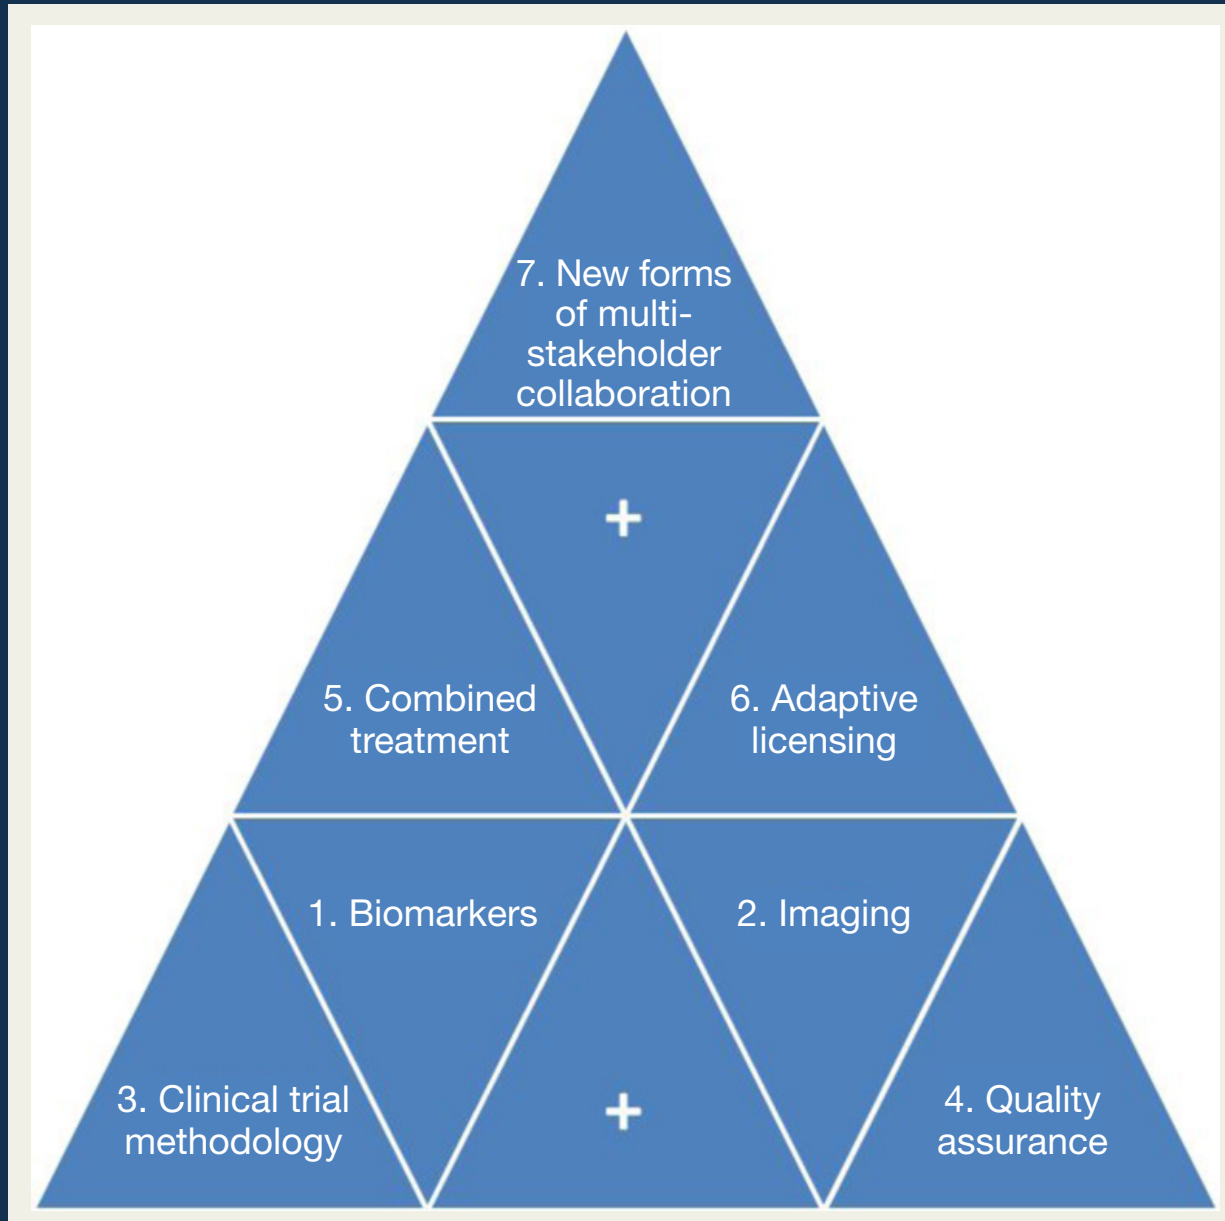 7. New forms
of multi-
stakeholder
collaboration
+
5. Combined
treatment
6. Adaptive
licensing
1. Biomarkers
2. Imaging
3. Clinical trial
methodology
+
4. Quality
assurance